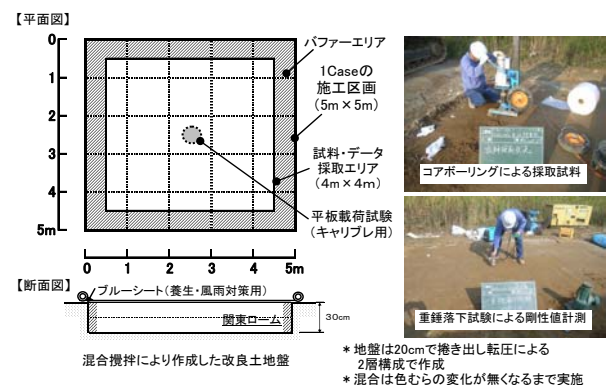 【平面図】
0
1
2
3
4
5m
0 1 2 3 4 5m
バファーエリア
1Caseの
施工区画
(5m×5m)
試料・データ
採取エリア
(4m×4m)
平板載荷試験
(キャリブレ用)
【断面図】
ブルーシート(養生・風雨対策用)
関東ローム
30cm
混合攪拌により作成した改良土地盤
コアボーリングによる採取試料
重錘落下試験による剛性値計測
*地盤は20cmで捲き出し転圧による
2層構成で作成
*混合は色むらの変化が無くなるまで実施